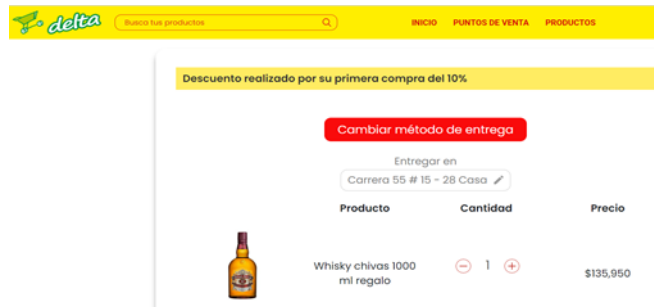 delta
Busca tus productos
INICIO PUNTOS DE VENTA PRODUCTOS
Descuento realizado por su primera compra del 10%
Cambiar método de entrega
Entregar en
Carrera 55 # 15 - 28 Casa
Producto Cantidad Precio
Whisky chivas 1000
ml regalo
1
$135,950